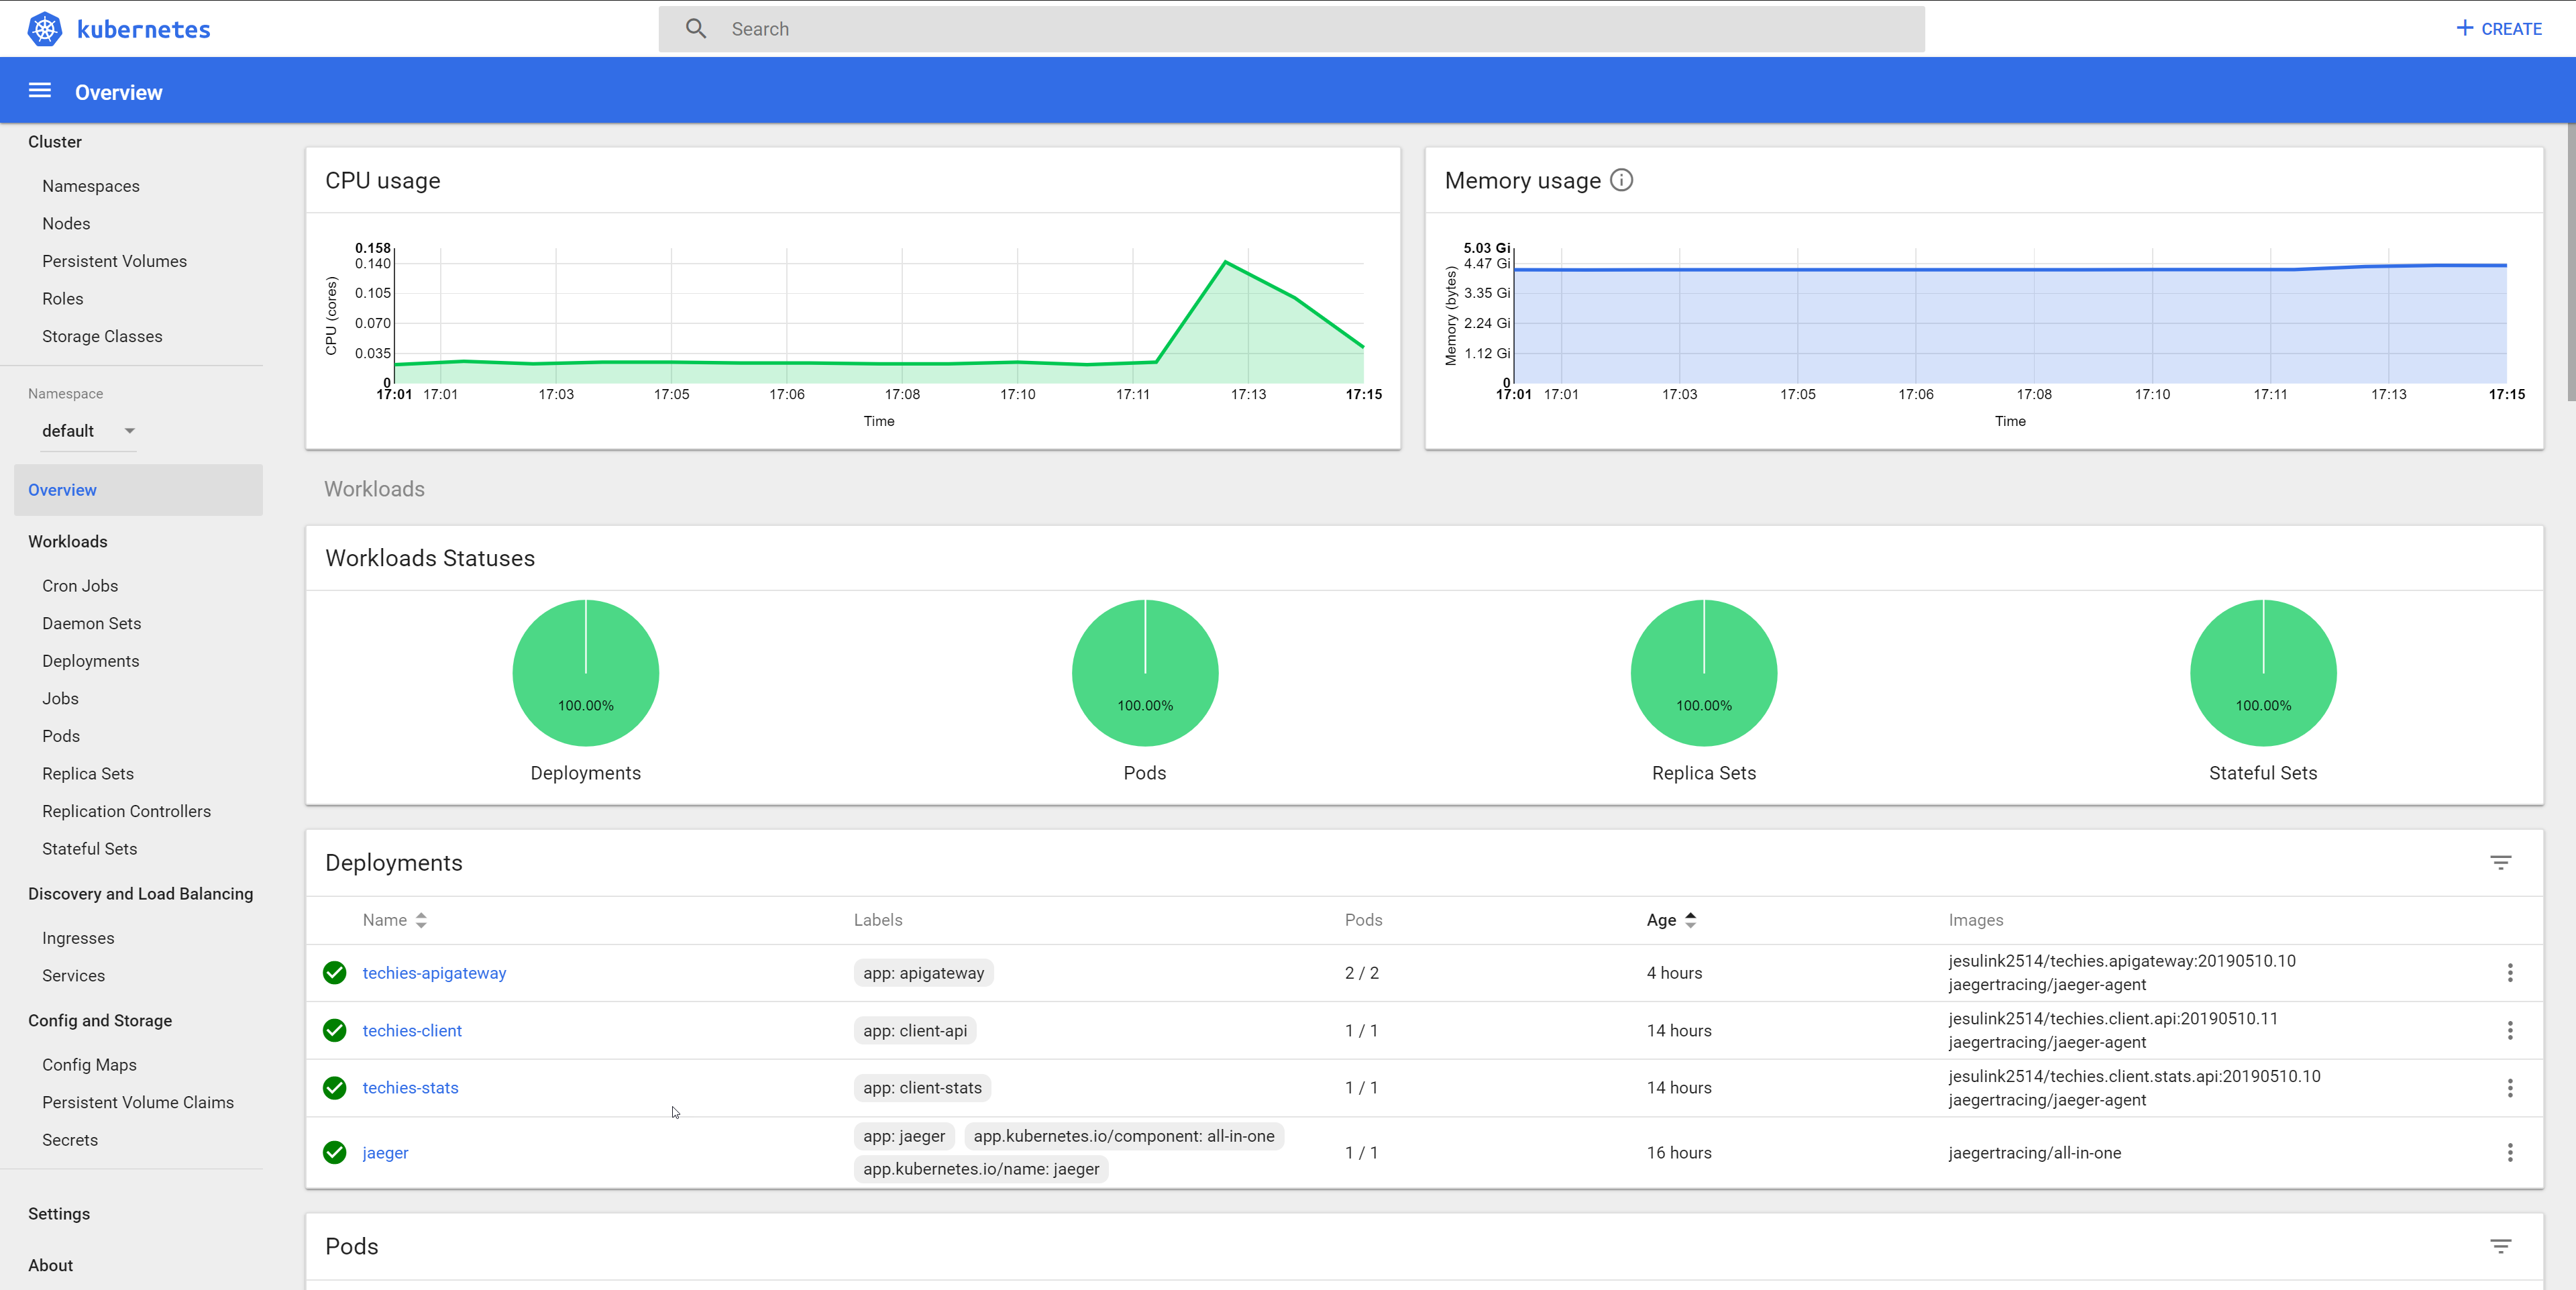 kubernetes
Search
CREATE
Overview
Cluster
Namespaces
Nodes
Persistent Volumes
Roles
Storage Classes
Namespace
default
Overview
Workloads
Cron Jobs
Daemon Sets
Deployments
Jobs
Pods
Replica Sets
Replication Controllers
Stateful Sets
Discovery and Load Balancing
Ingresses
Services
Config and Storage
Config Maps
Persistent Volume Claims
Secrets
Settings
About
CPU usage
CPU (cores)
0.158
0.140
0.105
0.070
0.035
0
17:01 17:01 17:03 17:05 17:06 17:08 17:10 17:11 17:13 17:15
Time
Memory usage
Memory (bytes)
5.03 Gi
4.47 Gi
3.35 Gi
2.24 Gi
1.12 Gi
0
17:01 17:01 17:03 17:05 17:06 17:08 17:10 17:11 17:13 17:15
Time
Workloads
Workloads Statuses
100.00% 100.00% 100.00% 100.00%
Deployments Pods Replica Sets Stateful Sets
Deployments
Name Labels Pods Age Images
techies-apigateway app: apigateway 2 / 2 4 hours jesulink2514/techies.apigateway:20190510.10
jaegertracing/jaeger-agent
techies-client app: client-api 1 / 1 14 hours jesulink2514/techies.client.api:20190510.11
jaegertracing/jaeger-agent
techies-stats app: client-stats 1 / 1 14 hours jesulink2514/techies.client.stats.api:20190510.10
jaegertracing/jaeger-agent
jaeger app: jaeger app.kubernetes.io/component: all-in-one 1 / 1 16 hours jaegertracing/all-in-one
app.kubernetes.io/name: jaeger
Pods